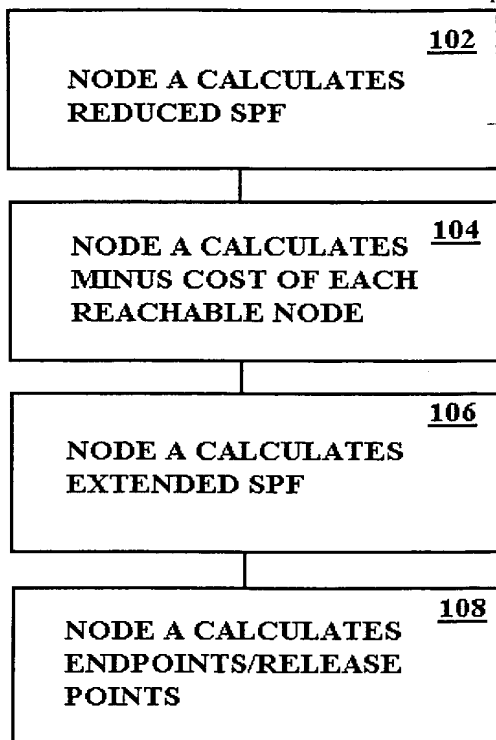 102
NODE A CALCULATES
REDUCED SPF
104
NODE A CALCULATES
MINUS COST OF EACH
REACHABLE NODE
106
NODE A CALCULATES
EXTENDED SPF
108
NODE A CALCULATES
ENDPOINTS/RELEASE
POINTS